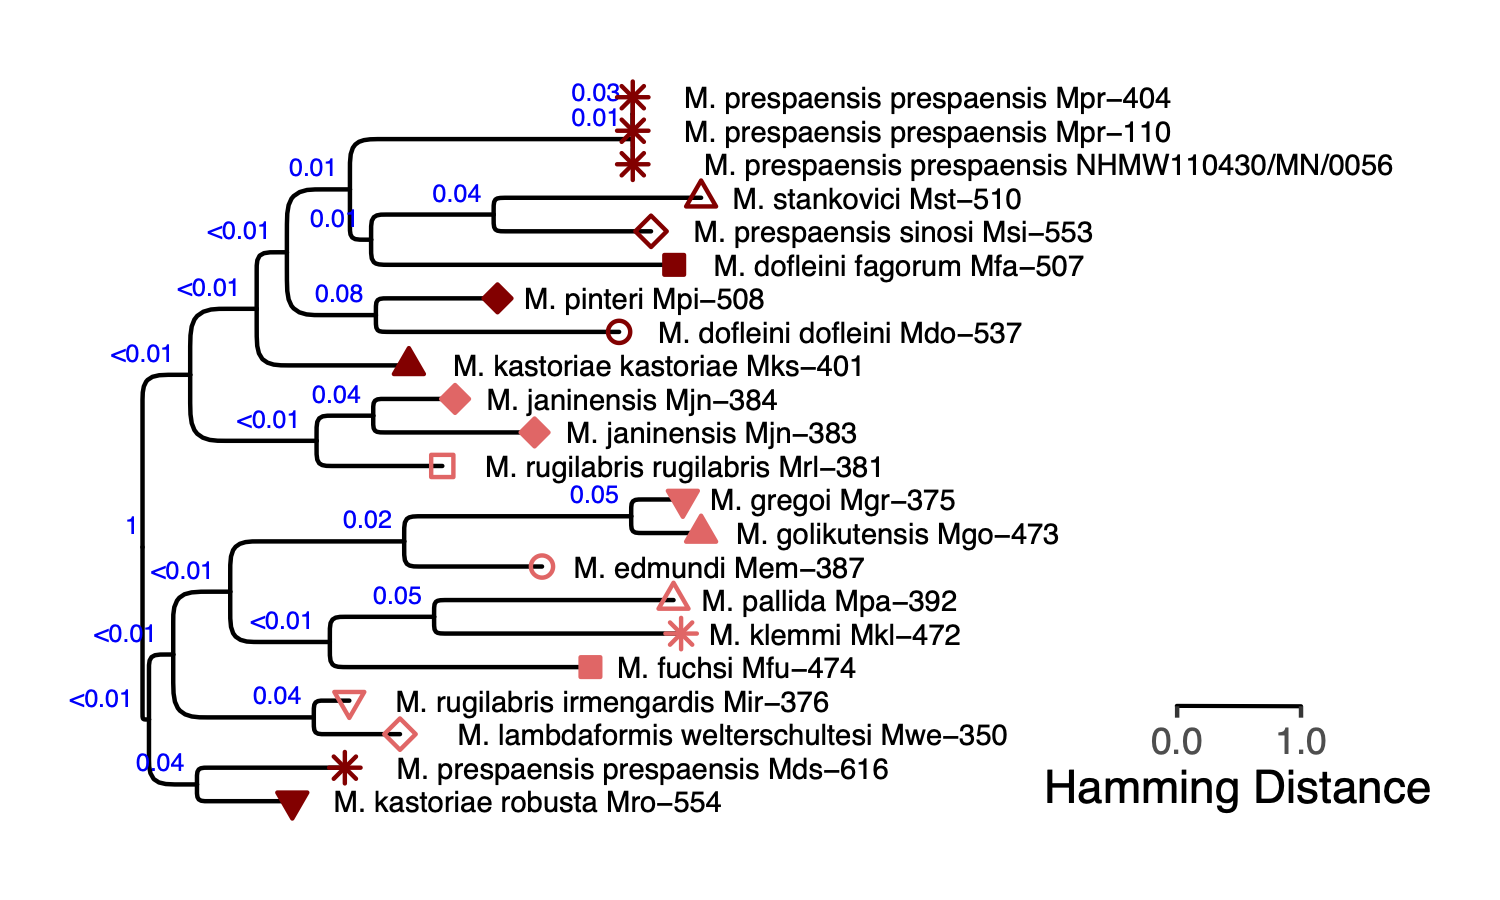 0.03
M. prespaensis prespaensis Mpr−404
0.01
M. prespaensis prespaensis Mpr−110
0.01
M. prespaensis prespaensis NHMW110430/MN/0056
0.04
M. stankovici Mst−510
0.01
<0.01
M. prespaensis sinosi Msi−553
M. dofleini fagorum Mfa−507
<0.01
0.08
M. pinteri Mpi−508
M. dofleini dofleini Mdo−537
<0.01
M. kastoriae kastoriae Mks−401
0.04
M. janinensis Mjn−384
<0.01
M. janinensis Mjn−383
M. rugilabris rugilabris Mrl−381
0.05
M. gregoi Mgr−375
1
0.02
M. golikutensis Mgo−473
<0.01
M. edmundi Mem−387
0.05
M. pallida Mpa−392
<0.01
<0.01
M. klemmi Mkl−472
M. fuchsi Mfu−474
<0.01
0.04
M. rugilabris irmengardis Mir−376
M. lambdaformis welterschultesi Mwe−350
0.04
M. prespaensis prespaensis Mds−616
M. kastoriae robusta Mro−554
0.0 1.0
Hamming Distance